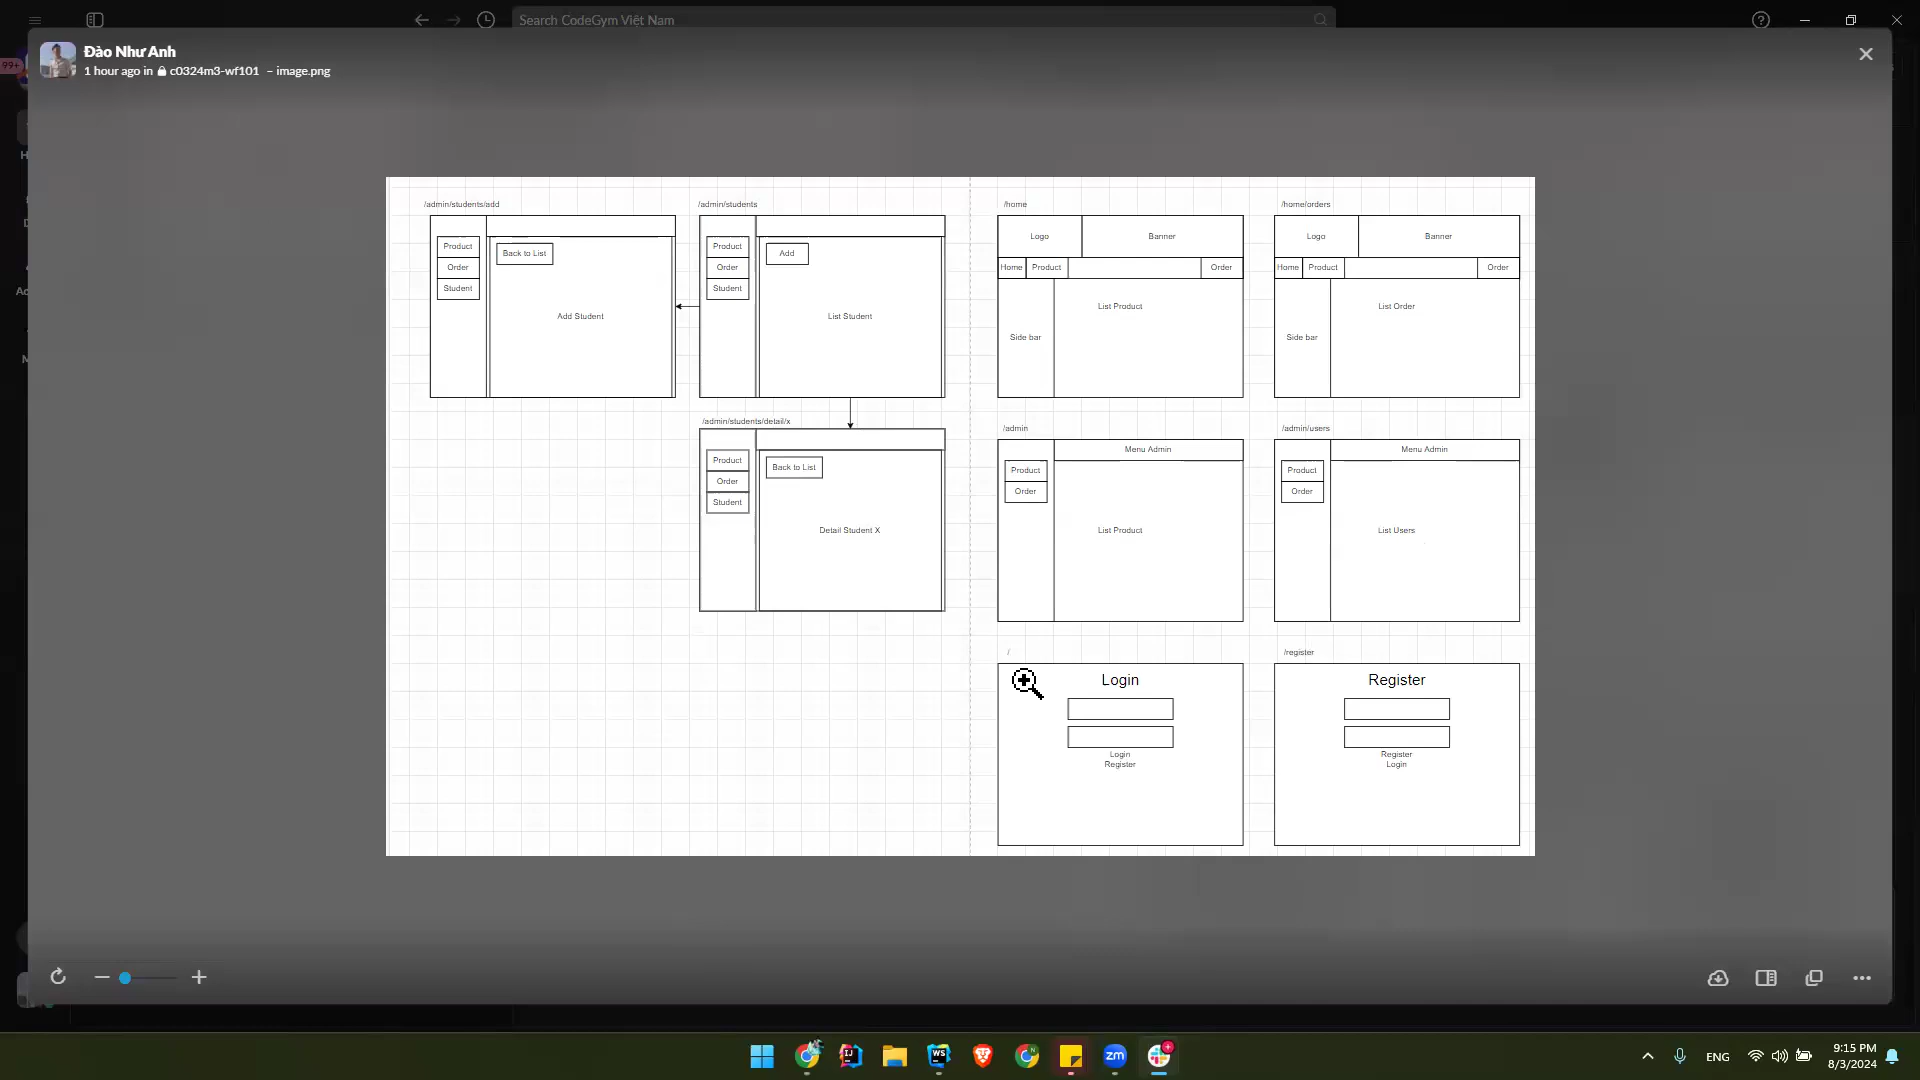 Search CodeGym Việt Nam
Đào Như Anh
1 hour ago in c0324m3-wf101 – image.png
99+
/admin/students/add
Product
Order
Student
Back to List
Add Student
/admin/students
Product
Order
Student
Add
List Student
/home
Logo
Banner
Home
Product
Order
Side bar
List Product
/home/orders
Logo
Banner
Home
Product
Order
Side bar
List Order
/admin/students/detail/x
Product
Order
Student
Back to List
Detail Student X
/admin
Menu Admin
Product
Order
List Product
/admin/users
Menu Admin
Product
Order
List Users
/
Login
Login
Register
/register
Register
Register
Login
ENG
9:15 PM
8/3/2024